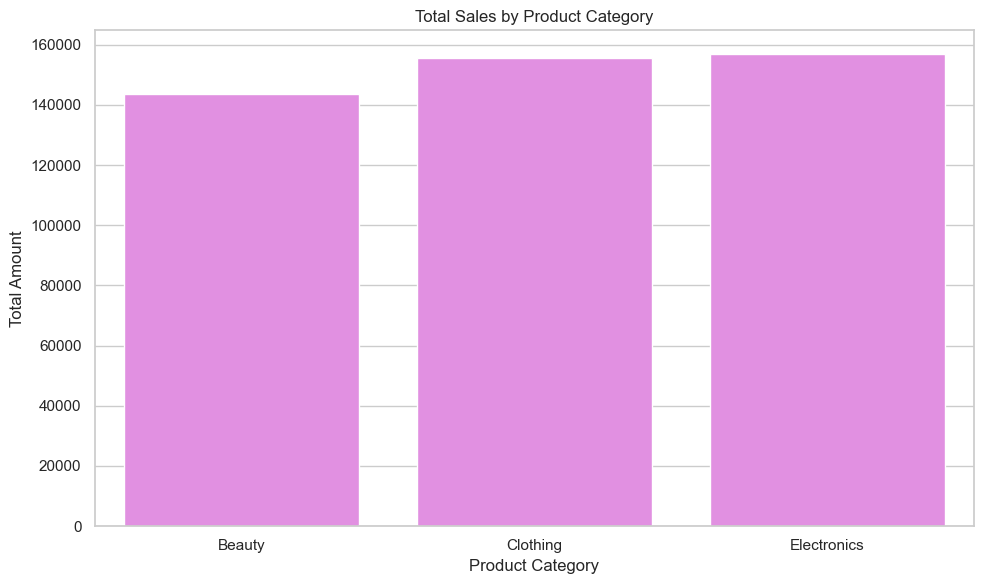 Total Sales by Product Category
160000
140000
120000
100000
80000
60000
40000
20000
0
Total Amount
Beauty Clothing Electronics
Product Category